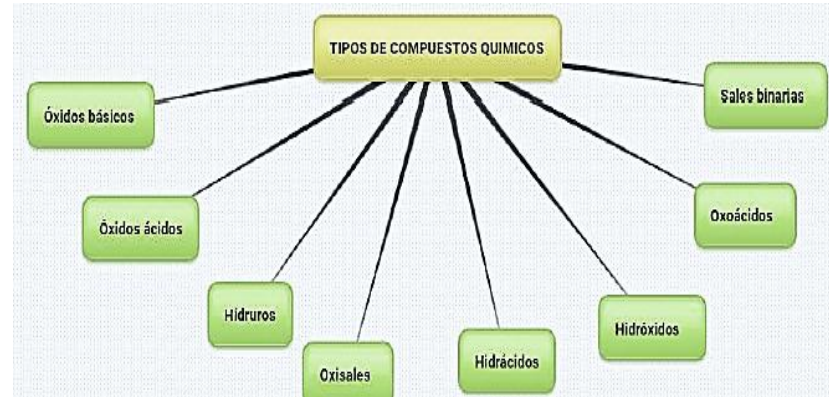 TIPOS DE COMPUESTOS QUIMICOS
Óxidos básicos
Sales binarias
Óxidos ácidos
Oxoácidos
Hidruros
Hidróxidos
Oxisales
Hidrácidos